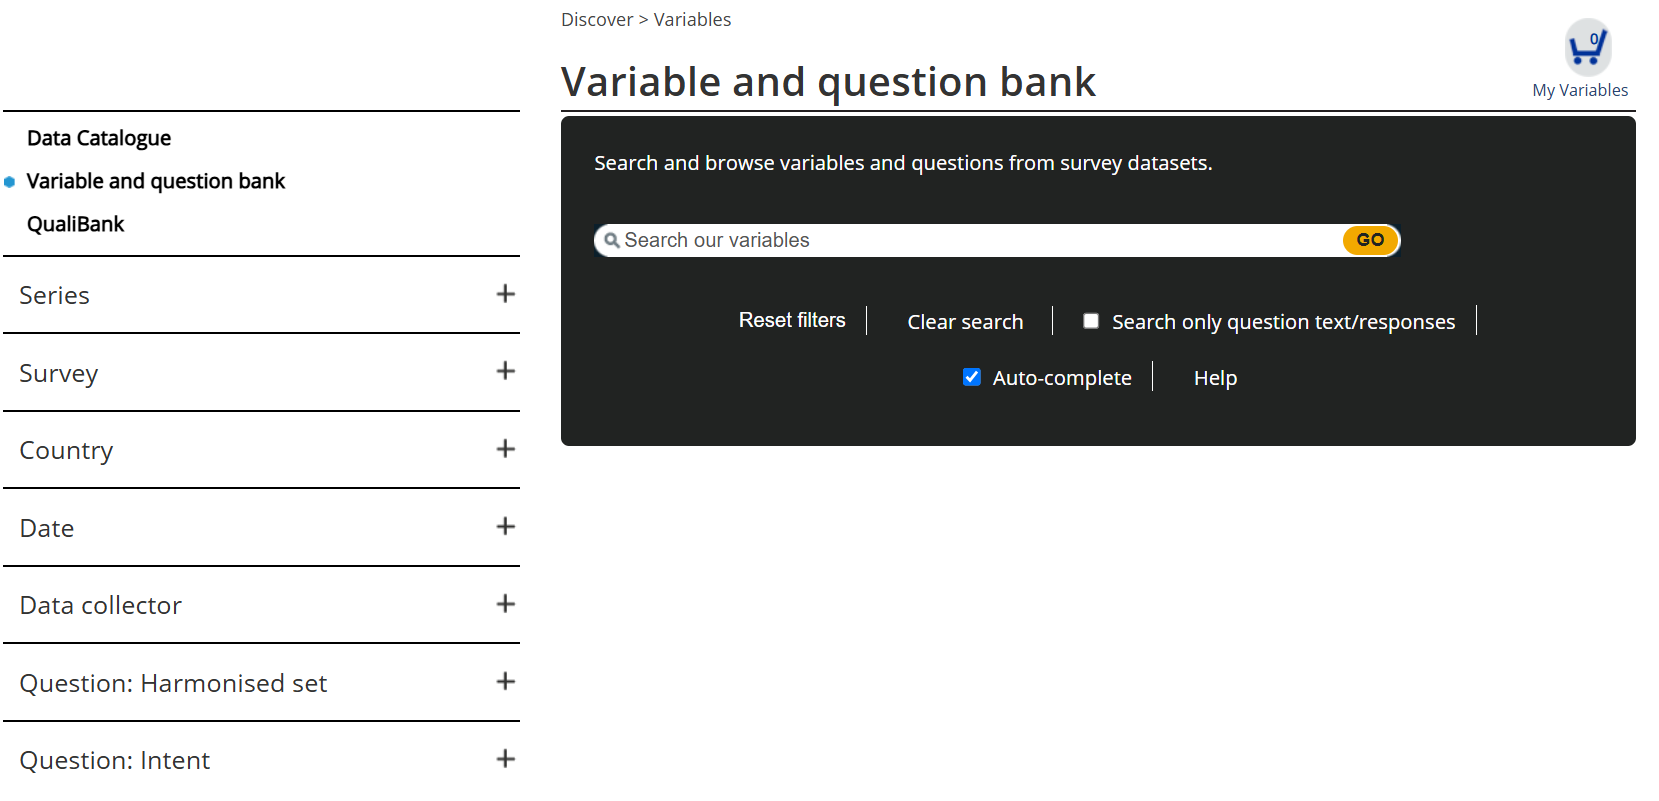 Discover > Variables
Variable and question bank
0
My Variables
Data Catalogue
Variable and question bank
QualiBank
Series
Survey
Country
Date
Data collector
Question: Harmonised set
Question: Intent
Search and browse variables and questions from survey datasets.
Search our variables GO
Reset filters Clear search Search only question text/responses
Auto-complete Help